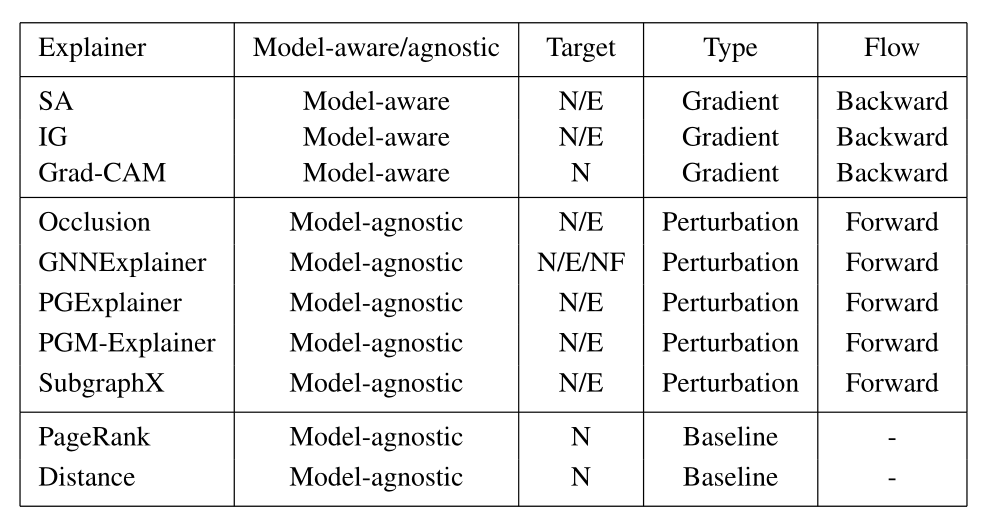 Explainer Model-aware/agnostic Target Type Flow
SA Model-aware N/E Gradient Backward
IG Model-aware N/E Gradient Backward
Grad-CAM Model-aware N Gradient Backward
Occlusion Model-agnostic N/E Perturbation Forward
GNNExplainer Model-agnostic N/E/NF Perturbation Forward
PGExplainer Model-agnostic N/E Perturbation Forward
PGM-Explainer Model-agnostic N/E Perturbation Forward
SubgraphX Model-agnostic N/E Perturbation Forward
PageRank Model-agnostic N Baseline -
Distance Model-agnostic N Baseline -